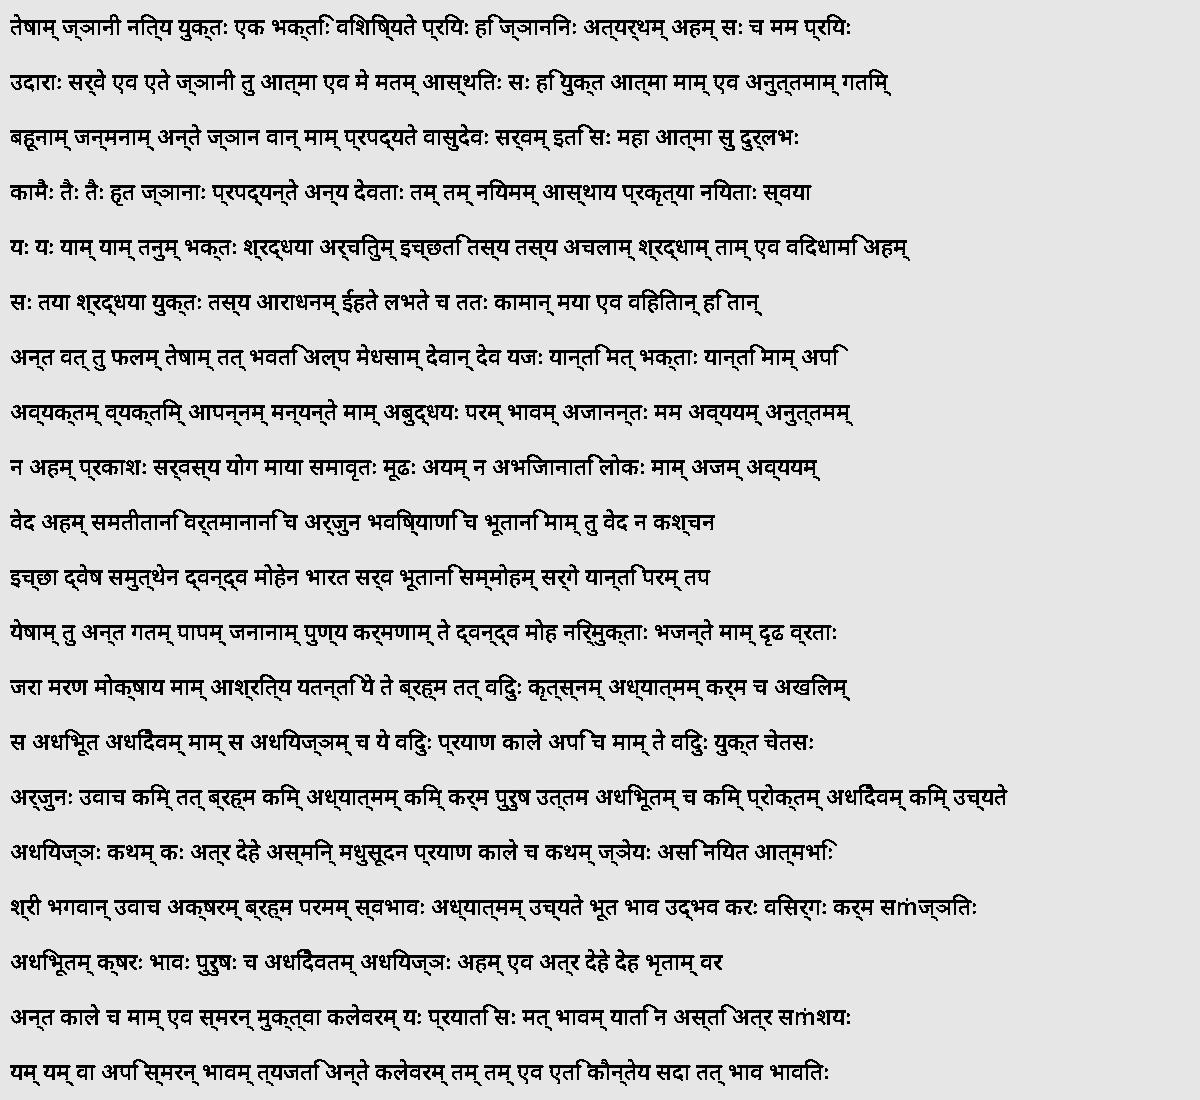 तेषाम् ज्ञानी नित्य युक्तः एक भक्तिः विशिष्यते प्रियः हि ज्ञानिनः अत्यर्थम् अहम् सः च मम प्रियः
उदाराः सर्वे एव एते ज्ञानी तु आत्मा एव मे मतम् आस्थितिः सः हि युक्त आत्मा माम् एव अनुत्तमाम् गतिम्
बहूनाम् जन्मनाम् अन्ते ज्ञान वान् माम् प्रपद्यते वासुदेवः सर्वम् इति सः महा आत्मा सु दुर्लभः
कामैः तैः तैः हृत ज्ञानाः प्रपद्यन्ते अन्य देवताः तम् तम् नियमम् आस्थाय प्रकृत्या नियताः स्वया
यः यः याम् याम् तनुम् भक्तः श्रद्धया अर्चितुम् इच्छति तस्य तस्य अचलाम् श्रद्धाम् ताम् एव विदधामि अहम्
सः तया श्रद्धया युक्तः तस्य आराधनम् ईहते लभते च ततः कामान् मया एव विहितान् हि तान्
अन्त वत् तु फलम् तेषाम् तत् भवति अल्प मेधसाम् देवान् देव यजः यान्ति मत् भक्ताः यान्ति माम् अपि
अव्यक्तम् व्यक्तिम् आपन्नम् मन्यन्ते माम् अबुद्धयः परम् भावम् अजानन्तः मम अव्ययम् अनुत्तमम्
न अहम् प्रकाशः सर्वस्य योग माया समावृतः मूढः अयम् न अभिजानाति लोकः माम् अजम् अव्ययम्
वेद अहम् समतीतानि वर्तमानानि च अर्जुन भविष्याणि च भूतानि माम् तु वेद न कश्चन
इच्छा द्वेष समुत्थेन द्वन्द्व मोहेन भारत सर्व भूतानि सम्मोहम् सर्गे यान्ति परम् तप
येषाम् तु अन्त गतम् पापम् जनानाम् पुण्य कर्मणाम् ते द्वन्द्व मोह निर्मुक्ताः भजन्ते माम् दृढ व्रताः
जरा मरण मोक्षाय माम् आश्रित्य यतन्ति ये ते ब्रह्म तत् विदुः कृत्स्नम् अध्यात्मम् कर्म च अखिलम्
स अधिभूत अधिदैवम् माम् स अधियज्ञम् च ये विदुः प्रयाण काले अपि च माम् ते विदुः युक्त चेतसः
अर्जुनः उवाच किम् तत् ब्रह्म किम् अध्यात्मम् किम् कर्म पुरुष उत्तम अधिभूतम् च किम् प्रोक्तम् अधिदैवम् किम् उच्यते
अधियज्ञः कथम् कः अत्र देहे अस्मिन् मधुसूदन प्रयाण काले च कथम् ज्ञेयः असि नियत आत्मभिः
श्री भगवान् उवाच अक्षरम् ब्रह्म परमम् स्वभावः अध्यात्मम् उच्यते भूत भाव उद्भव करः विसर्गः कर्म सṁज्ञितः
अधिभूतम् क्षरः भावः पुरुषः च अधिदैवतम् अधियज्ञः अहम् एव अत्र देहे देह भृताम् वर
अन्त काले च माम् एव स्मरन् मुक्त्वा कलेवरम् यः प्रयाति सः मत् भावम् याति न अस्ति अत्र सṁशयः
यम् यम् वा अपि स्मरन् भावम् त्यजति अन्ते कलेवरम् तम् तम् एव एति कौन्तेय सदा तत् भाव भावितः